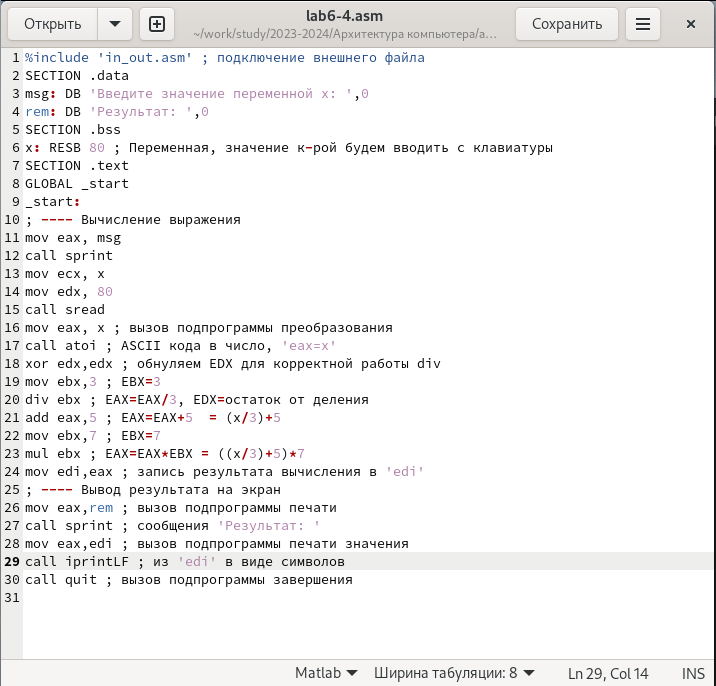 Открыть
lab6-4.asm
~/work/study/2023-2024/Архитектура компьютера/a...
Сохранить
1 %include 'in_out.asm' ; подключение внешнего файла
2 SECTION .data
3 msg: DB 'Введите значение переменной x: ',0
4 rem: DB 'Результат: ',0
5 SECTION .bss
6 x: RESB 80 ; Переменная, значение к-рой будем вводить с клавиатуры
7 SECTION .text
8 GLOBAL _start
9 _start:
10 ; ---- Вычисление выражения
11 mov eax, msg
12 call sprint
13 mov ecx, x
14 mov edx, 80
15 call sread
16 mov eax, x ; вызов подпрограммы преобразования
17 call atoi ; ASCII кода в число, 'eax=x'
18 xor edx,edx ; обнуляем EDX для корректной работы div
19 mov ebx,3 ; EBX=3
20 div ebx ; EAX=EAX/3, EDX=остаток от деления
21 add eax,5 ; EAX=EAX+5  = (x/3)+5
22 mov ebx,7 ; EBX=7
23 mul ebx ; EAX=EAX*EBX = ((x/3)+5)*7
24 mov edi,eax ; запись результата вычисления в 'edi'
25 ; ---- Вывод результата на экран
26 mov eax,rem ; вызов подпрограммы печати
27 call sprint ; сообщения 'Результат: '
28 mov eax,edi ; вызов подпрограммы печати значения
29 call iprintLF ; из 'edi' в виде символов
30 call quit ; вызов подпрограммы завершения
31
Matlab Ширина табуляции: 8 Ln 29, Col 14 INS